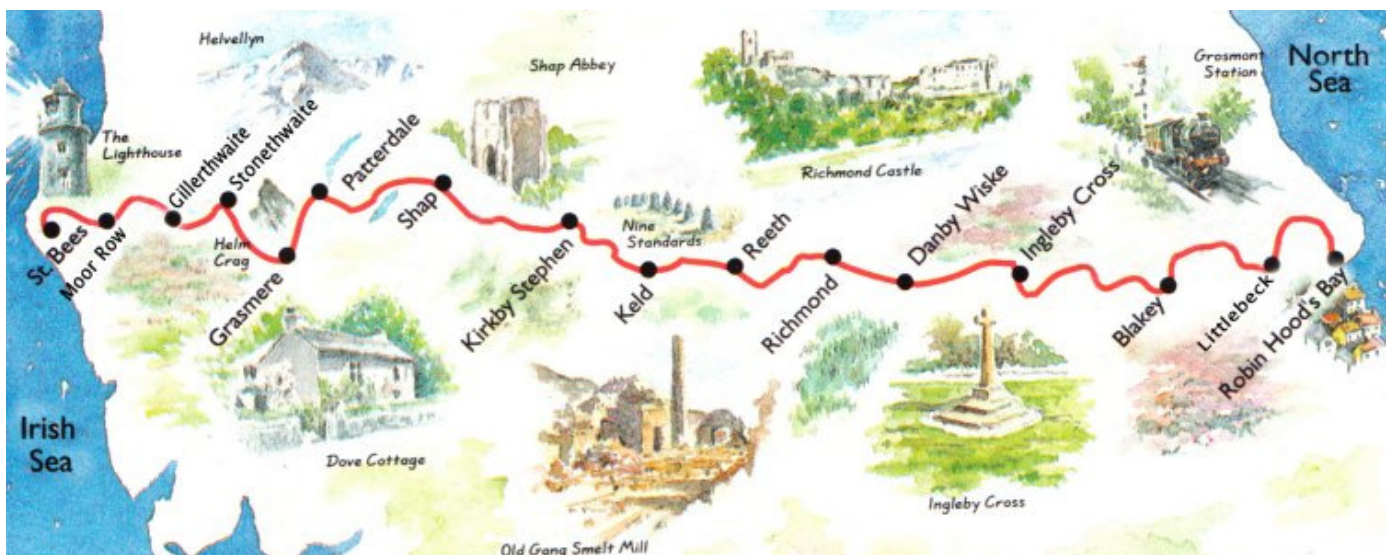 Helvellyn
Shap Abbey
Grosmont
Station
North
Sea
The
Lighthouse
Gillerthwaite
Stonethwaite
Patterdale
Richmond Castle
Danby Wiske
Ingleby Cross
St. Bees
Moor Row
Helm
Crag
Grasmere
Shap
Kirkby Stephen
Nine
Standards
Keld
Reeth
Richmond
Blakey
Littlebeck
Robin Hood's Bay
Irish
Sea
Dove Cottage
Old Gang Smelt Mill
Ingleby Cross